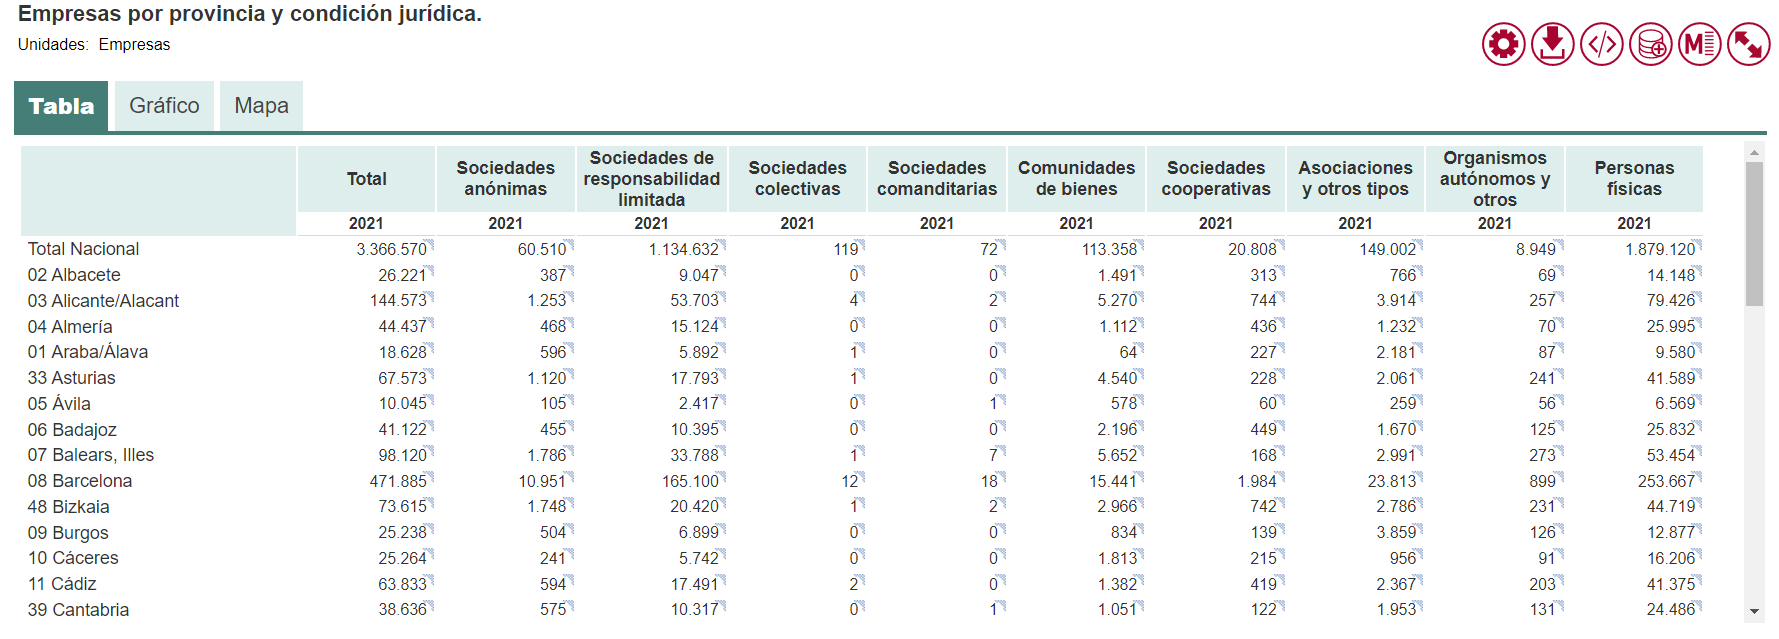 Empresas por provincia y condición jurídica.
Unidades: Empresas
M
Tabla Gráfico Mapa
Total Sociedades anónimas Sociedades de responsabilidad limitada Sociedades colectivas Sociedades comanditarias Comunidades de bienes Sociedades cooperativas Asociaciones y otros tipos Organismos autónomos y otros Personas físicas
2021 2021 2021 2021 2021 2021 2021 2021 2021 2021
Total Nacional 3.366.570 60.510 1.134.632 119 72 113.358 20.808 149.002 8.949 1.879.120
02 Albacete 26.221 387 9.047 0 0 1.491 313 766 69 14.148
03 Alicante/Alacant 144.573 1.253 53.703 4 2 5.270 744 3.914 257 79.426
04 Almería 44.437 468 15.124 0 0 1.112 436 1.232 70 25.995
01 Araba/Álava 18.628 596 5.892 1 0 64 227 2.181 87 9.580
33 Asturias 67.573 1.120 17.793 1 0 4.540 228 2.061 241 41.589
05 Ávila 10.045 105 2.417 0 1 578 60 259 56 6.569
06 Badajoz 41.122 455 10.395 0 0 2.196 449 1.670 125 25.832
07 Balears, Illes 98.120 1.786 33.788 1 7 5.652 168 2.991 273 53.454
08 Barcelona 471.885 10.951 165.100 12 18 15.441 1.984 23.813 899 253.667
48 Bizkaia 73.615 1.748 20.420 1 2 2.966 742 2.786 231 44.719
09 Burgos 25.238 504 6.899 0 0 834 139 3.859 126 12.877
10 Cáceres 25.264 241 5.742 0 0 1.813 215 956 91 16.206
11 Cádiz 63.833 594 17.491 2 0 1.382 419 2.367 203 41.375
39 Cantabria 38.636 575 10.317 0 1 1.051 122 1.953 131 24.486